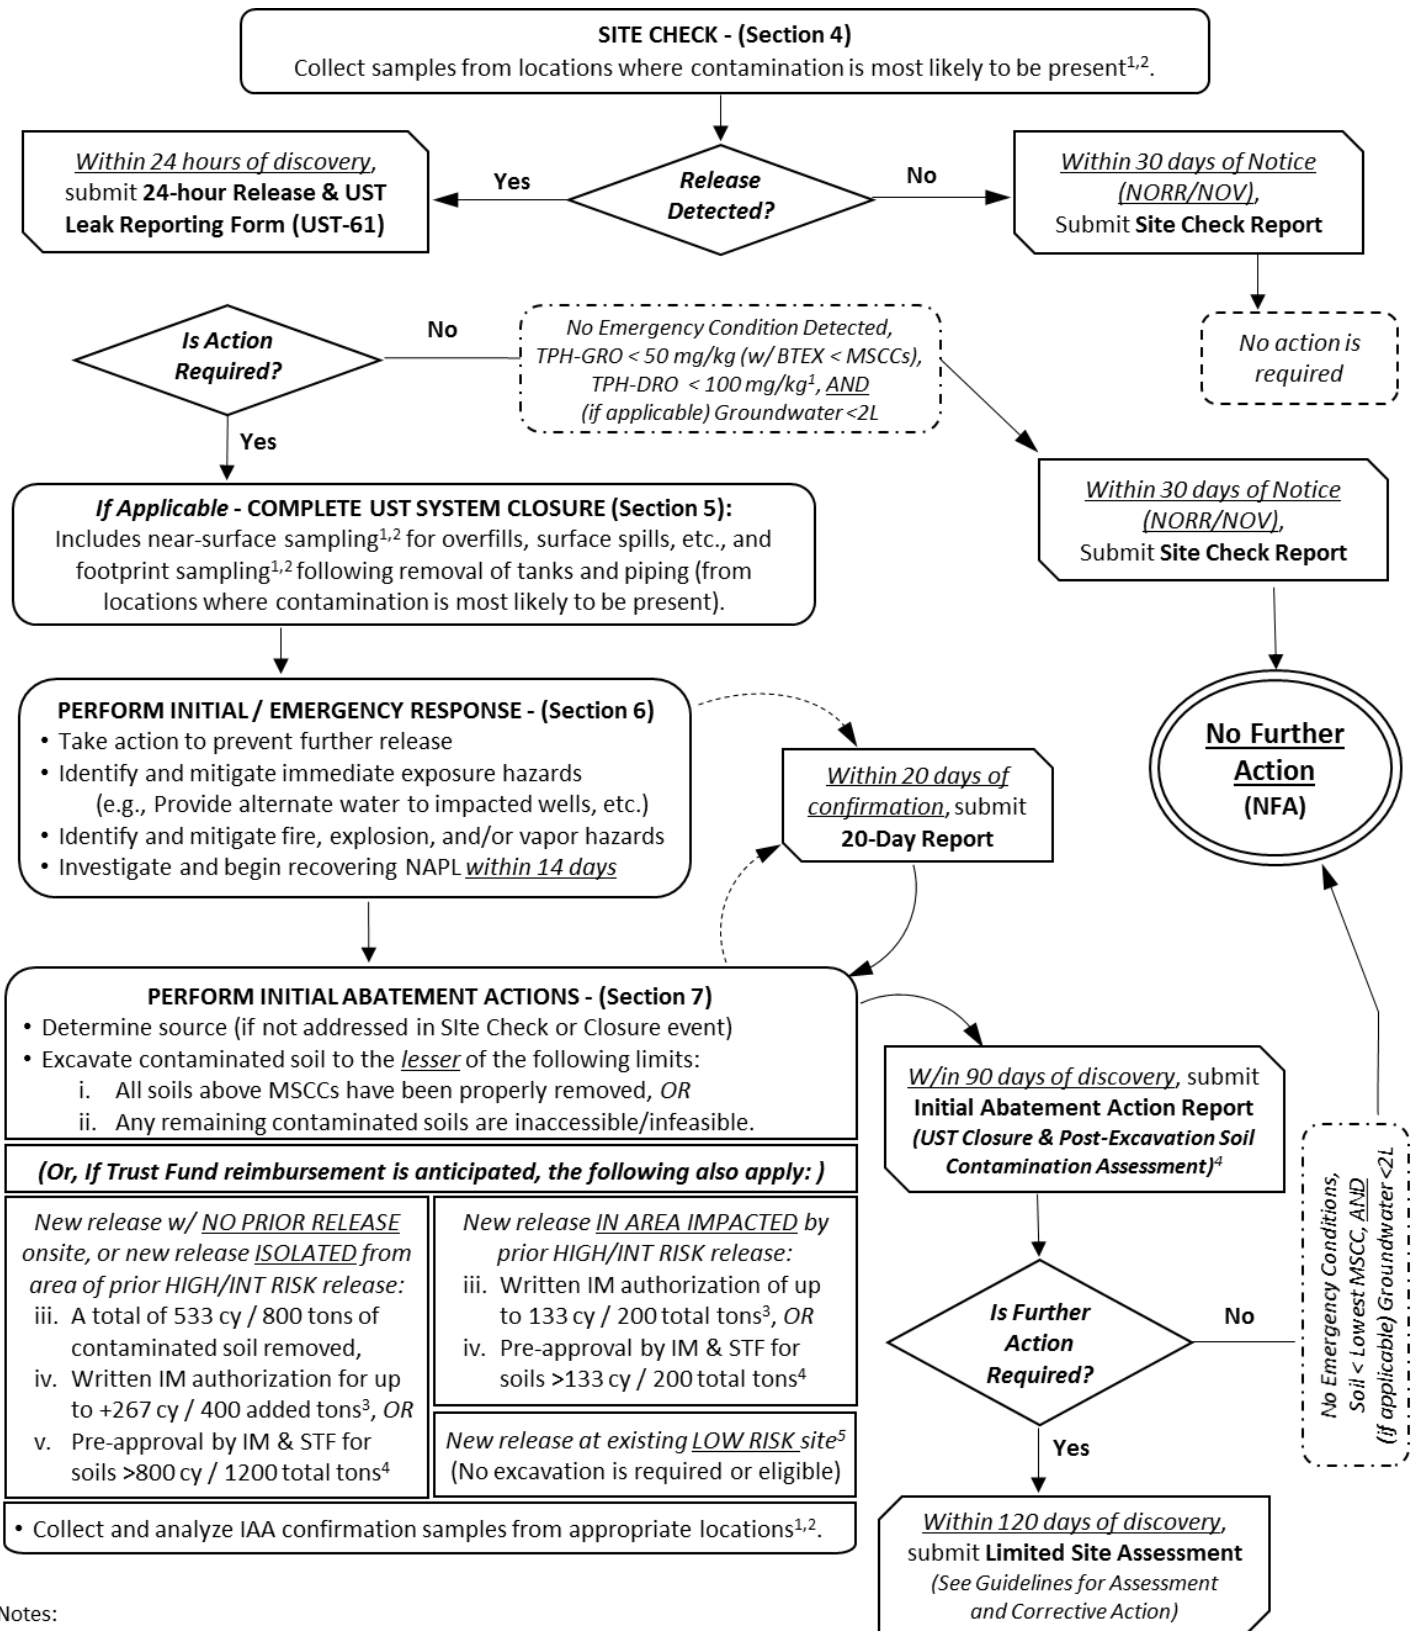 SITE CHECK - (Section 4)
Collect samples from locations where contamination is most likely to be present1,2.
Within 24 hours of discovery,
submit 24-hour Release & UST
Leak Reporting Form (UST-61)
Yes
Release
Detected?
No
Within 30 days of Notice
(NORR/NOV),
Submit Site Check Report
No action is
required
Is Action
Required?
No
No Emergency Condition Detected,
TPH-GRO < 50 mg/kg (w/ BTEX < MSCCs),
TPH-DRO < 100 mg/kg1, AND
(if applicable) Groundwater <2L
Yes
Within 30 days of Notice
(NORR/NOV),
Submit Site Check Report
If Applicable - COMPLETE UST SYSTEM CLOSURE (Section 5):
Includes near-surface sampling1,2 for overfills, surface spills, etc., and
footprint sampling1,2 following removal of tanks and piping (from
locations where contamination is most likely to be present).
PERFORM INITIAL / EMERGENCY RESPONSE - (Section 6)
• Take action to prevent further release
• Identify and mitigate immediate exposure hazards
(e.g., Provide alternate water to impacted wells, etc.)
• Identify and mitigate fire, explosion, and/or vapor hazards
• Investigate and begin recovering NAPL within 14 days
Within 20 days of
confirmation, submit
20-Day Report
No Further
Action
(NFA)
PERFORM INITIAL ABATEMENT ACTIONS - (Section 7)
• Determine source (if not addressed in SIte Check or Closure event)
• Excavate contaminated soil to the lesser of the following limits:
i. All soils above MSCCs have been properly removed, OR
ii. Any remaining contaminated soils are inaccessible/infeasible.
(Or, If Trust Fund reimbursement is anticipated, the following also apply: )
New release w/ NO PRIOR RELEASE
onsite, or new release ISOLATED from
area of prior HIGH/INT RISK release:
iii. A total of 533 cy / 800 tons of
contaminated soil removed,
iv. Written IM authorization for up
to +267 cy / 400 added tons3, OR
v. Pre-approval by IM & STF for
soils >800 cy / 1200 total tons4
New release IN AREA IMPACTED by
prior HIGH/INT RISK release:
iii. Written IM authorization of up
to 133 cy / 200 total tons3, OR
iv. Pre-approval by IM & STF for
soils >133 cy / 200 total tons4
New release at existing LOW RISK site5
(No excavation is required or eligible)
• Collect and analyze IAA confirmation samples from appropriate locations1,2.
W/in 90 days of discovery, submit
Initial Abatement Action Report
(UST Closure & Post-Excavation Soil
Contamination Assessment)4
Is Further
Action
Required?
No
No Emergency Conditions,
Soil < Lowest MSCC, AND
(if applicable) Groundwater <2L
Yes
Within 120 days of discovery,
submit Limited Site Assessment
(See Guidelines for Assessment
and Corrective Action)
Notes: